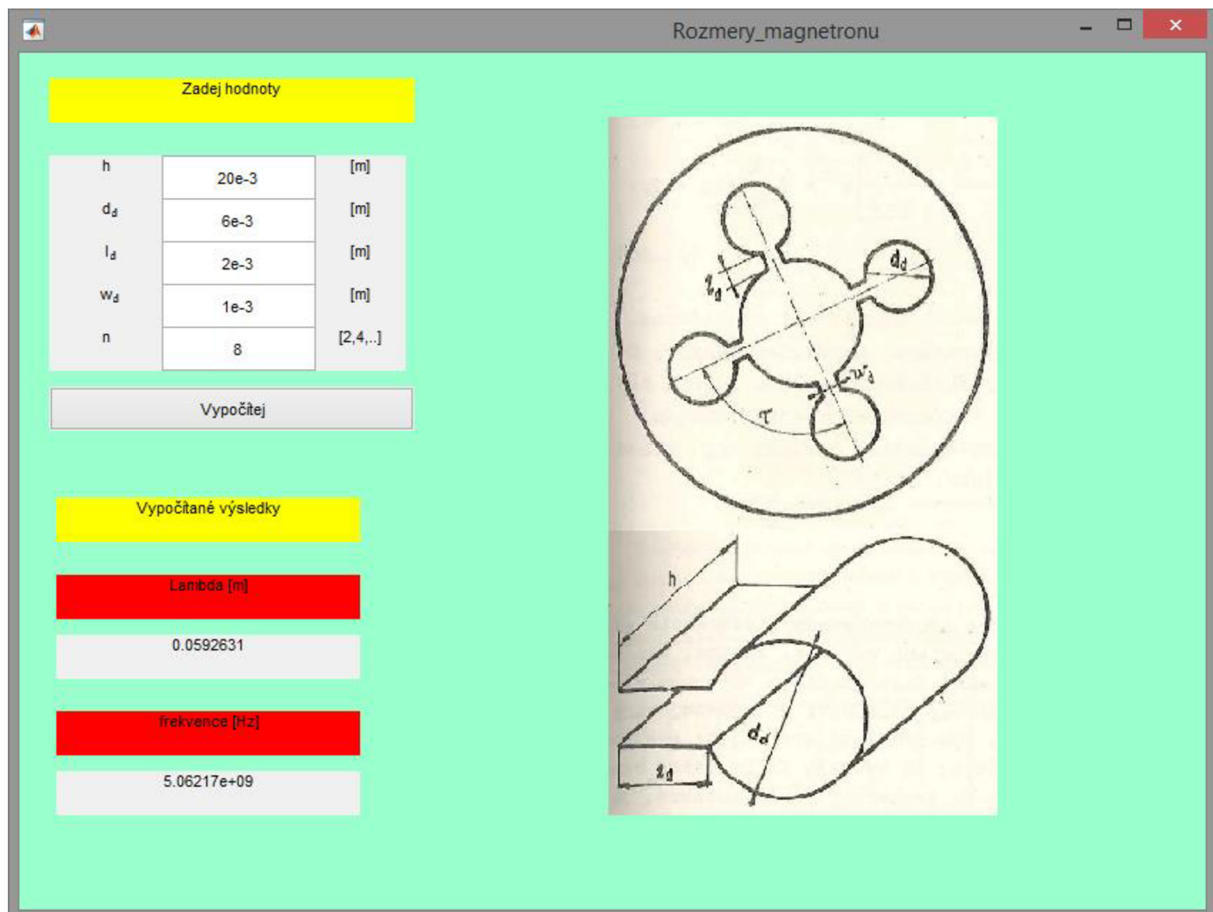 Rozmery_magnetronu
Zadej hodnoty
h 20e-3 [m]
d_d 6e-3 [m]
l_d 2e-3 [m]
w_d 1e-3 [m]
n 8 [2,4,..]
Vypočítej
Vypočítané výsledky
Lambda [m]
0.0592631
frekvence [Hz]
5.06217e+09
l_d
d_d
w_d
τ
h
d_d
l_d